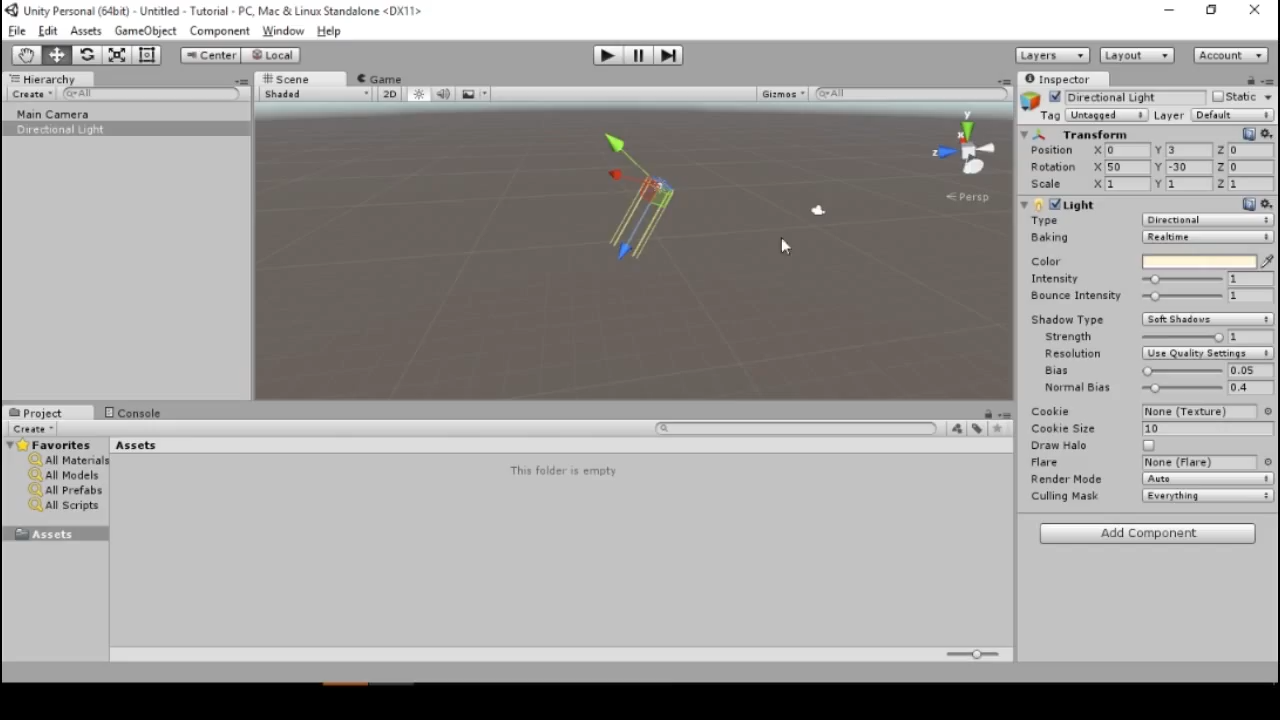 Unity Personal (64bit) - Untitled - Tutorial - PC, Mac & Linux Standalone <DX11>
File Edit Assets GameObject Component Window Help
Center Local Layers Layout Account
Hierarchy
Create All
Main Camera
Directional Light
Scene Game
Shaded 2D Gizmos All
y
x
z
Persp
Inspector
Directional Light Static
Tag Untagged Layer Default
Transform
Position X 0 Y 3 Z 0
Rotation X 50 Y -30 Z 0
Scale X 1 Y 1 Z 1
Light
Type Directional
Baking Realtime
Color
Intensity 1
Bounce Intensity 1
Shadow Type Soft Shadows
Strength 1
Resolution Use Quality Settings
Bias 0.05
Normal Bias 0.4
Cookie None (Texture)
Cookie Size 10
Draw Halo
Flare None (Flare)
Render Mode Auto
Culling Mask Everything
Add Component
Project Console
Create
Favorites
All Materials
All Models
All Prefabs
All Scripts
Assets
Assets
This folder is empty